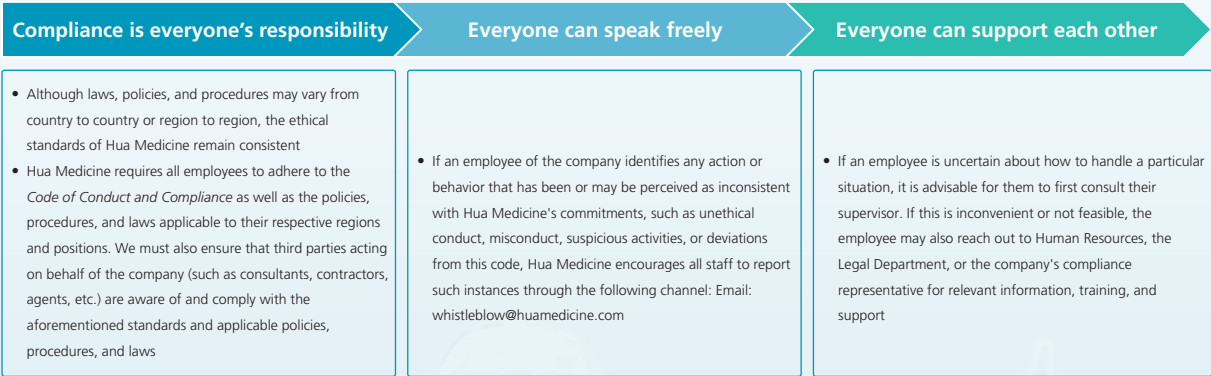 Compliance is everyone's responsibility
Everyone can speak freely
Everyone can support each other
• Although laws, policies, and procedures may vary from
country to country or region to region, the ethical
standards of Hua Medicine remain consistent
• Hua Medicine requires all employees to adhere to the
Code of Conduct and Compliance as well as the policies,
procedures, and laws applicable to their respective regions
and positions. We must also ensure that third parties acting
on behalf of the company (such as consultants, contractors,
agents, etc.) are aware of and comply with the
aforementioned standards and applicable policies,
procedures, and laws
• If an employee of the company identifies any action or
behavior that has been or may be perceived as inconsistent
with Hua Medicine's commitments, such as unethical
conduct, misconduct, suspicious activities, or deviations
from this code, Hua Medicine encourages all staff to report
such instances through the following channel: Email:
whistleblow@huamedicine.com
• If an employee is uncertain about how to handle a particular
situation, it is advisable for them to first consult their
supervisor. If this is inconvenient or not feasible, the
employee may also reach out to Human Resources, the
Legal Department, or the company's compliance
representative for relevant information, training, and
support